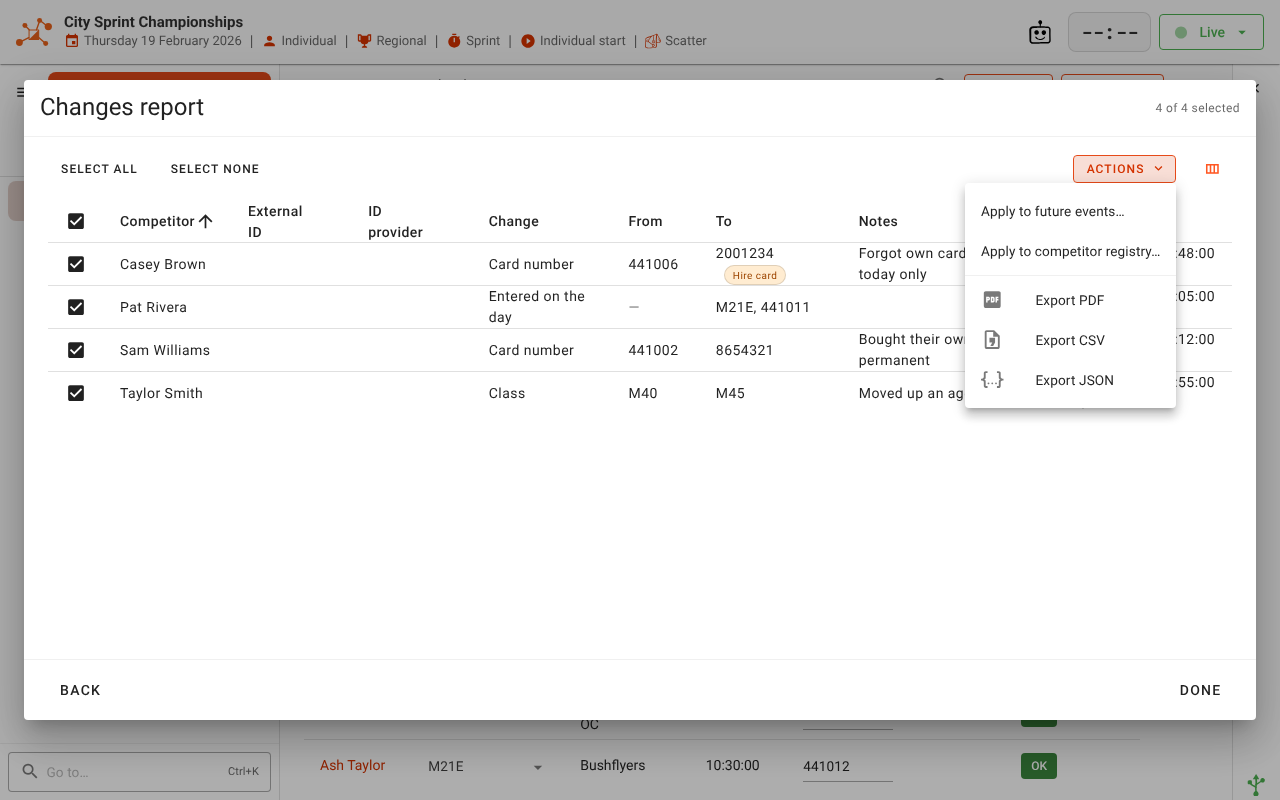 City Sprint Championships
Thursday 19 February 2026 | Individual | Regional | Sprint | Individual start | Scatter
--:--
Live
Changes report
4 of 4 selected
SELECT ALL
SELECT NONE
ACTIONS
Competitor
External ID
ID provider
Change
From
To
Notes
Casey Brown
Card number
441006
2001234
Hire card
Forgot own card
today only
:48:00
Pat Rivera
Entered on the
day
—
M21E, 441011
:05:00
Sam Williams
Card number
441002
8654321
Bought their own
permanent
:12:00
Taylor Smith
Class
M40
M45
Moved up an ag
:55:00
Apply to future events…
Apply to competitor registry…
PDF
Export PDF
Export CSV
{...}
Export JSON
BACK
DONE
OC
Go to…
Ctrl+K
Ash Taylor
M21E
Bushflyers
10:30:00
441012
OK